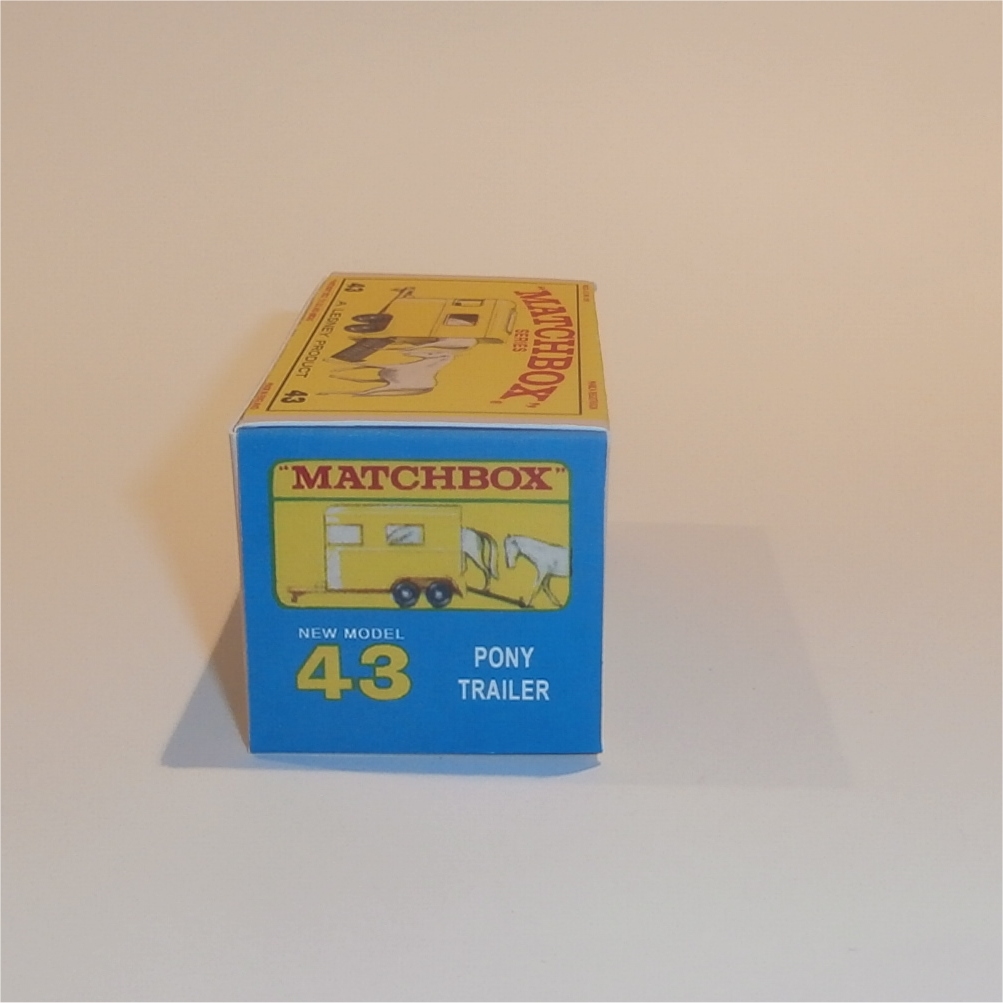 "MATCHBOX"
SERIES
43
A LESNEY PRODUCT
43
"MATCHBOX"
NEW MODEL
43
PONY
TRAILER